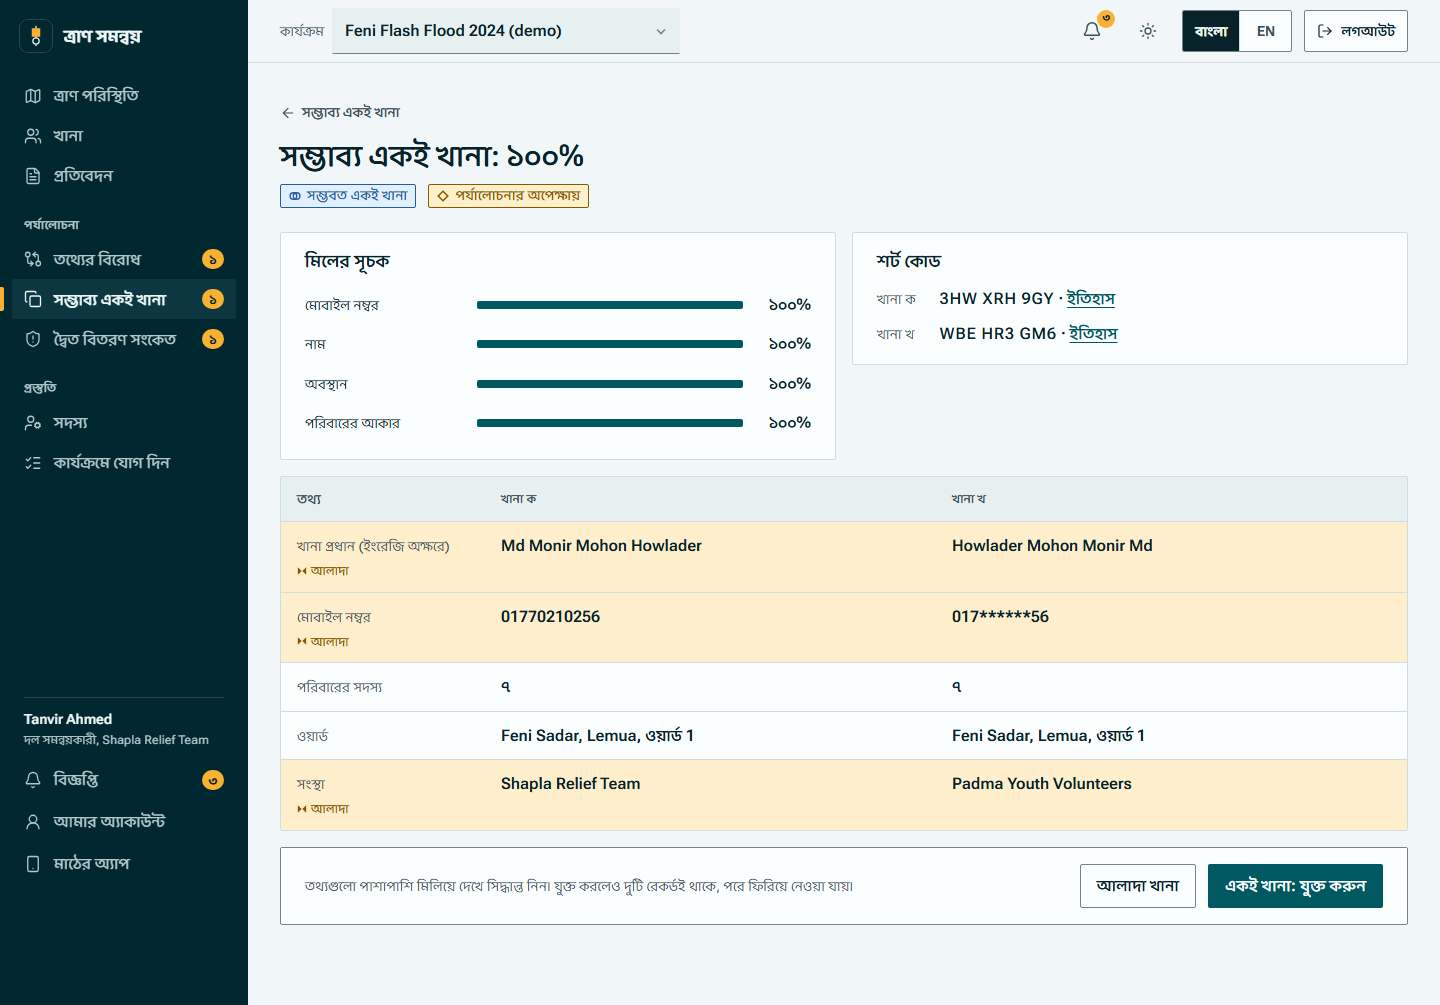 ত্রাণ সমন্বয়
ত্রাণ পরিস্থিতি
খানা
প্রতিবেদন
পর্যালোচনা
তথ্যের বিরোধ ১
সম্ভাব্য একই খানা ১
দ্বৈত বিতরণ সংকেত ১
প্রস্তুতি
সদস্য
কার্যক্রমে যোগ দিন
Tanvir Ahmed
দল সমন্বয়কারী, Shapla Relief Team
বিজ্ঞপ্তি ৩
আমার অ্যাকাউন্ট
মাঠের অ্যাপ
কার্যক্রম Feni Flash Flood 2024 (demo) ৩ বাংলা EN লগআউট
← সম্ভাব্য একই খানা
সম্ভাব্য একই খানা: ১০০%
সম্ভবত একই খানা পর্যালোচনার অপেক্ষায়
মিলের সূচক
মোবাইল নম্বর ১০০%
নাম ১০০%
অবস্থান ১০০%
পরিবারের আকার ১০০%
শর্ট কোড
খানা ক 3HW XRH 9GY · ইতিহাস
খানা খ WBE HR3 GM6 · ইতিহাস
তথ্য খানা ক খানা খ
খানা প্রধান (ইংরেজি অক্ষরে) Md Monir Mohon Howlader Howlader Mohon Monir Md
আলাদা
মোবাইল নম্বর 01770210256 017******56
আলাদা
পরিবারের সদস্য ৭ ৭
ওয়ার্ড Feni Sadar, Lemua, ওয়ার্ড 1 Feni Sadar, Lemua, ওয়ার্ড 1
সংস্থা Shapla Relief Team Padma Youth Volunteers
আলাদা
তথ্যগুলো পাশাপাশি মিলিয়ে দেখে সিদ্ধান্ত নিন। যুক্ত করলেও দুটি রেকর্ডই থাকে, পরে ফিরিয়ে নেওয়া যায়। আলাদা খানা একই খানা: যুক্ত করুন